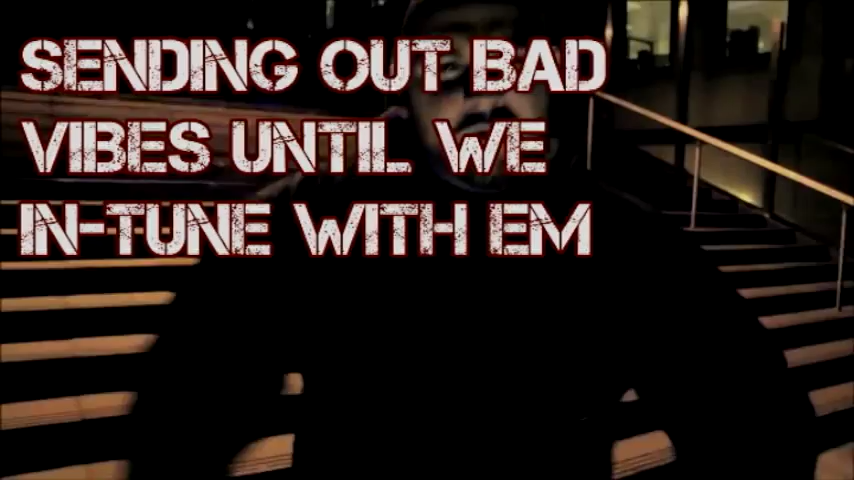 SENDING OUT BAD
VIBES UNTIL WE
IN-TUNE WITH EM